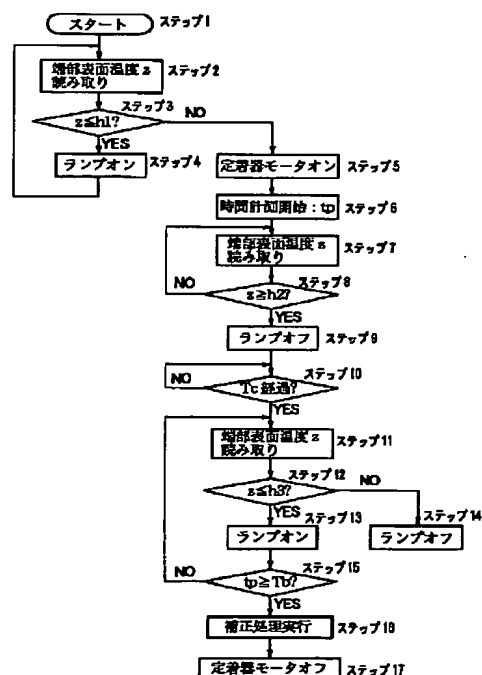 スタート
ステップ1
端部表面温度z
読み取り
ステップ2
ステップ3
z≦h1?
NO
YES
ランプオン
ステップ4
定着器モータオン
ステップ5
時間計測開始：tp
ステップ6
端部表面温度z
読み取り
ステップ7
ステップ8
NO
z≧h2?
YES
ランプオフ
ステップ9
ステップ10
NO
Tc経過?
YES
端部表面温度z
読み取り
ステップ11
ステップ12
z≦h3?
NO
YES
ステップ13
ステップ14
ランプオン
ランプオフ
ステップ15
NO
tp≧Tb?
YES
補正処理実行
ステップ16
定着器モータオフ
ステップ17